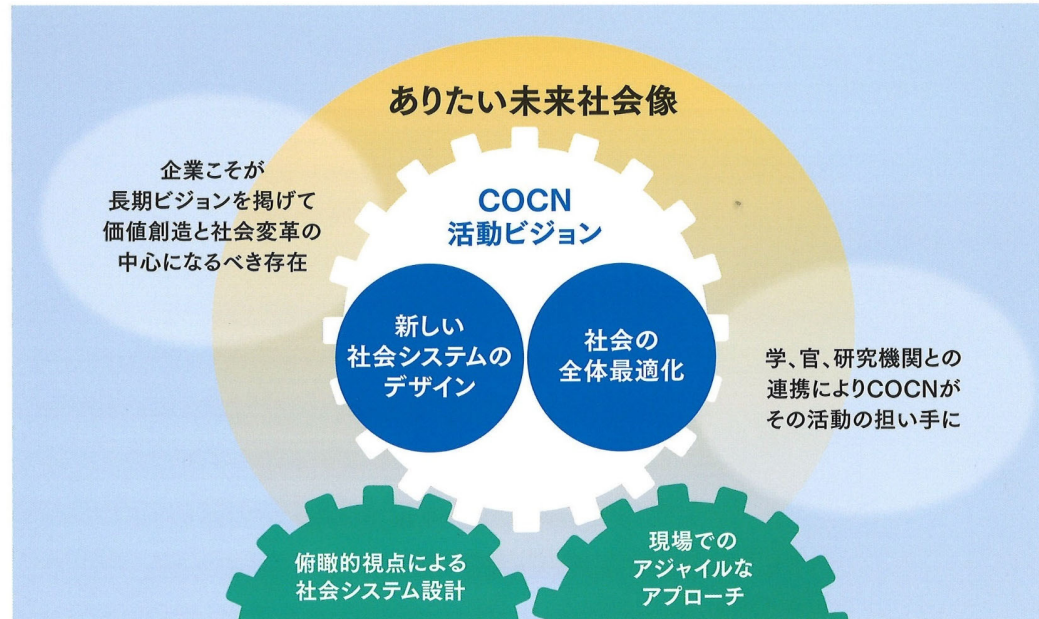 ありたい未来社会像
企業こそが
長期ビジョンを掲げて
価値創造と社会変革の
中心になるべき存在
COCN
活動ビジョン
新しい
社会システムの
デザイン
社会の
全体最適化
学、官、研究機関との
連携によりCOCNが
その活動の担い手に
俯瞰的視点による
社会システム設計
現場での
アジャイルな
アプローチ